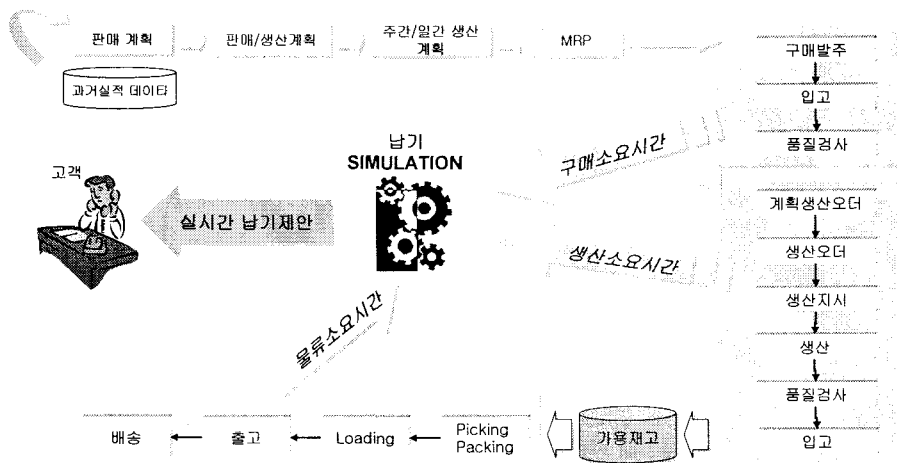 판매 계획
판매/생산계획
주간/일간 생산
계획
MRP
구매발주
과거실적 데이타
입고
품질검사
납기
SIMULATION
구매소요시간
고객
실시간 납기제안
계획생산오더
생산오더
생산소요시간
생산지시
물류소요시간
생산
품질검사
배송
출고
Loading
Picking
Packing
가용재고
입고